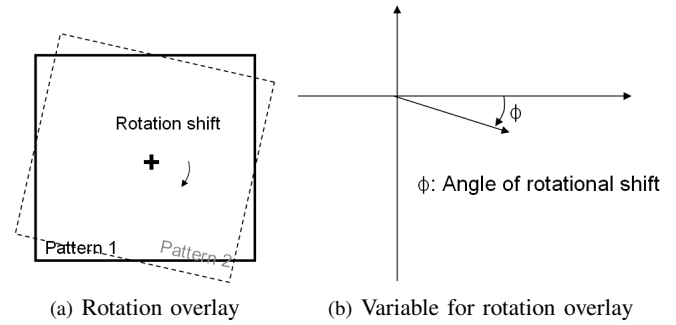 Rotation shift
ϕ
ϕ: Angle of rotational shift
Pattern 1
Pattern 2
(a) Rotation overlay
(b) Variable for rotation overlay